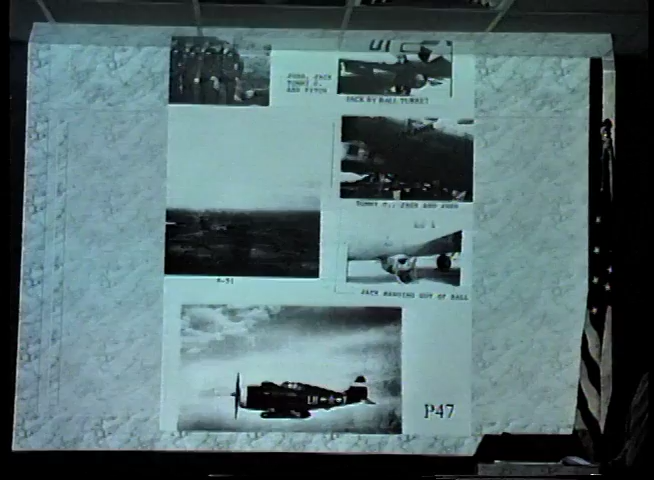 JOHN, JACK
TOMMY C.
AND FITCH
JACK BY BALL TURRET
TOMMY C., JACK AND JOHN
P-51
JACK HANGING OUT OF BALL
LM
P47